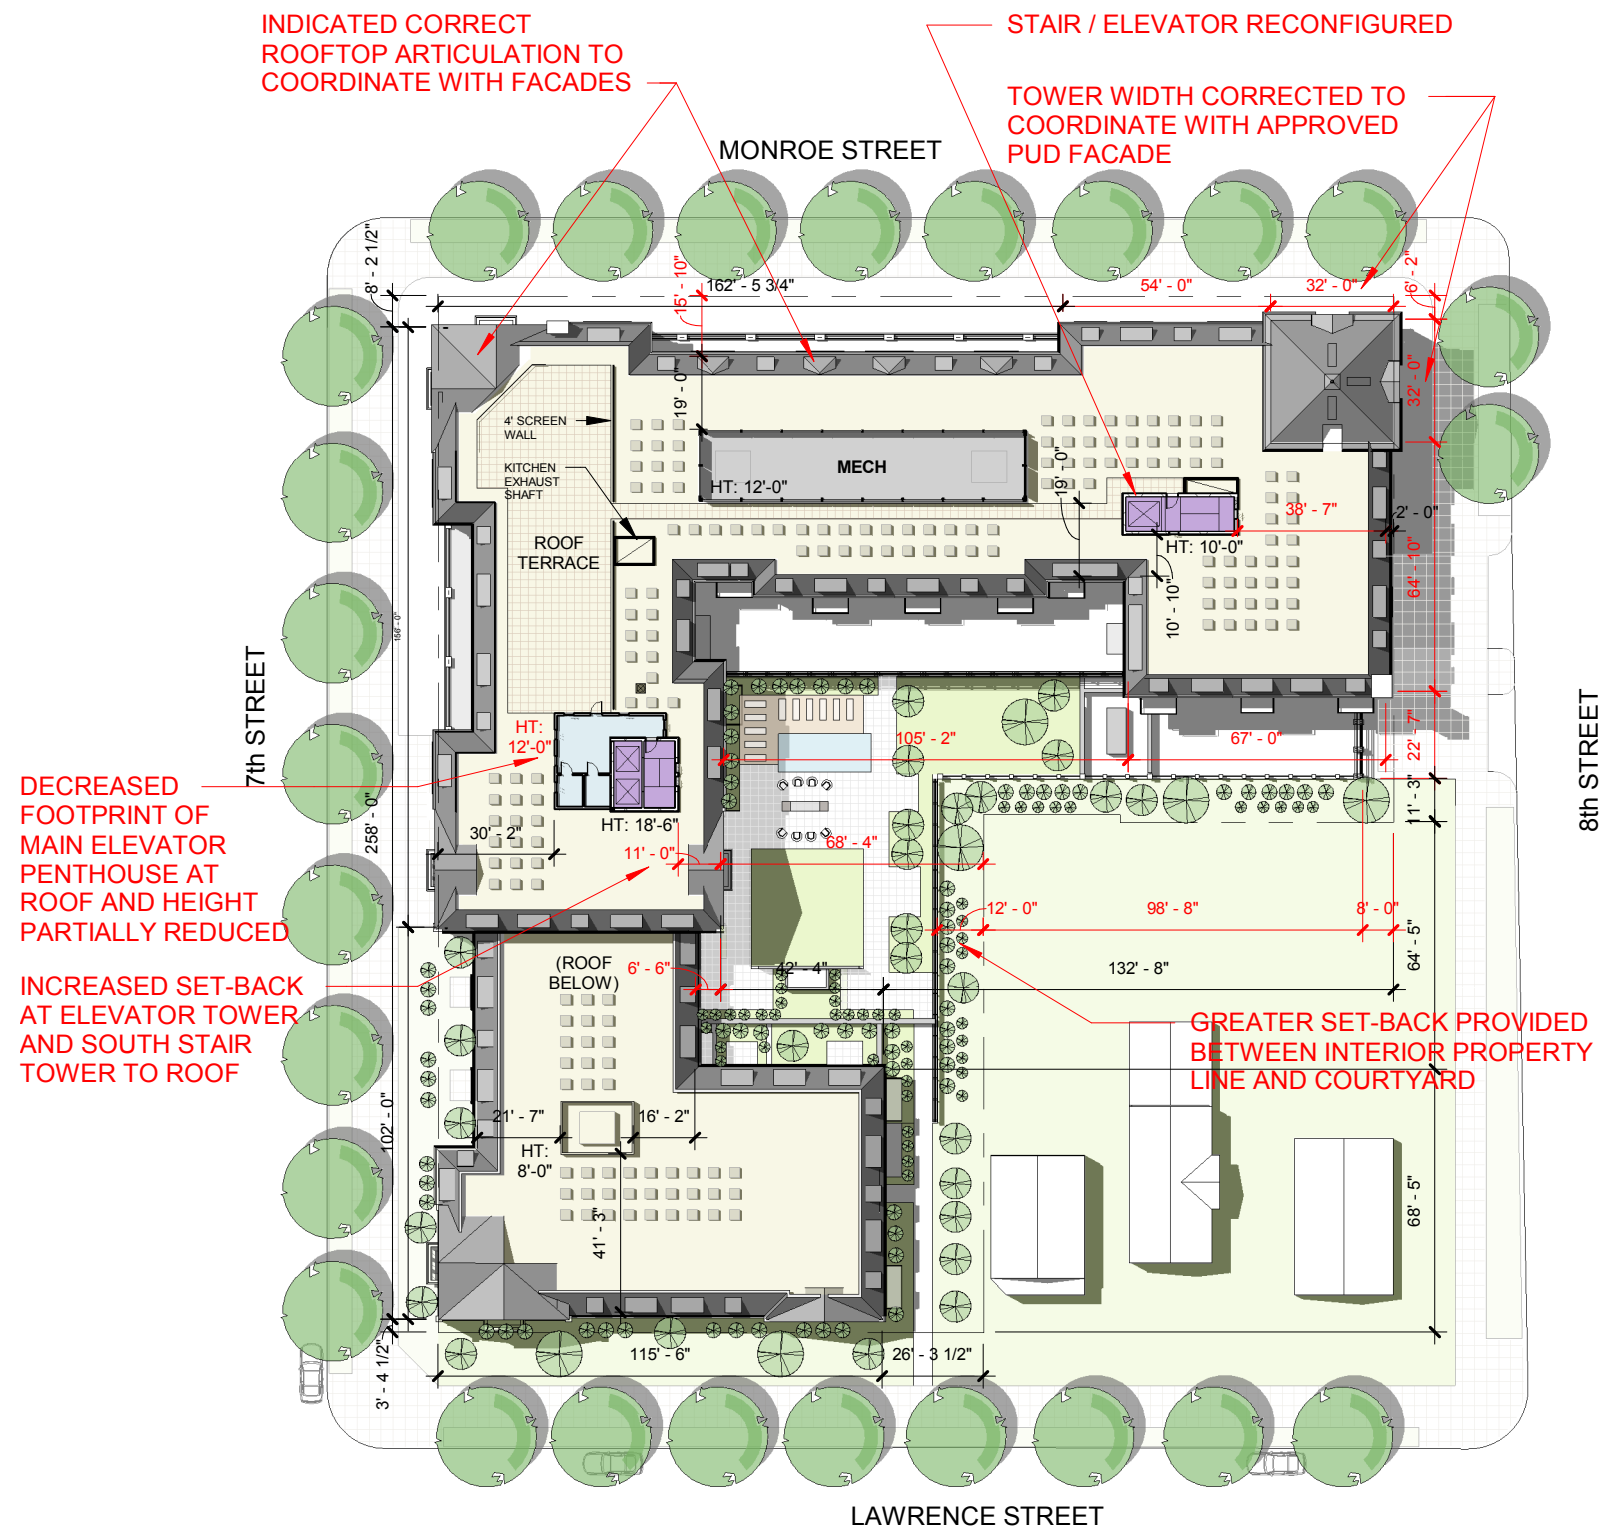 INDICATED CORRECT
ROOFTOP ARTICULATION TO
COORDINATE WITH FACADES
STAIR / ELEVATOR RECONFIGURED
TOWER WIDTH CORRECTED TO
COORDINATE WITH APPROVED
PUD FACADE
MONROE STREET
8' - 2 1/2"
15' - 10"
162' - 5 3/4"
54' - 0"
32' - 0"
6' - 2"
32' - 0"
19' - 0"
4' SCREEN
WALL
KITCHEN
EXHAUST
SHAFT
MECH
HT: 12'-0"
19' - 0"
38' - 7"
2' - 0"
HT: 10'-0"
ROOF
TERRACE
64' - 10"
10' - 10"
156' - 0"
7th STREET
8th STREET
HT:
12'-0"
105' - 2"
67' - 0"
22' - 7"
DECREASED
FOOTPRINT OF
MAIN ELEVATOR
PENTHOUSE AT
ROOF AND HEIGHT
PARTIALLY REDUCED
258' - 0"
30' - 2"
HT: 18'-6"
11' - 0"
68' - 4"
11' - 3"
12' - 0"
98' - 8"
8' - 0"
64' - 5"
(ROOF
BELOW)
6' - 6"
42' - 4"
132' - 8"
INCREASED SET-BACK
AT ELEVATOR TOWER
AND SOUTH STAIR
TOWER TO ROOF
GREATER SET-BACK PROVIDED
BETWEEN INTERIOR PROPERTY
LINE AND COURTYARD
102' - 0"
21' - 7"
16' - 2"
HT:
8'-0"
41' - 3"
68' - 5"
3' - 4 1/2"
115' - 6"
26' - 3 1/2"
LAWRENCE STREET